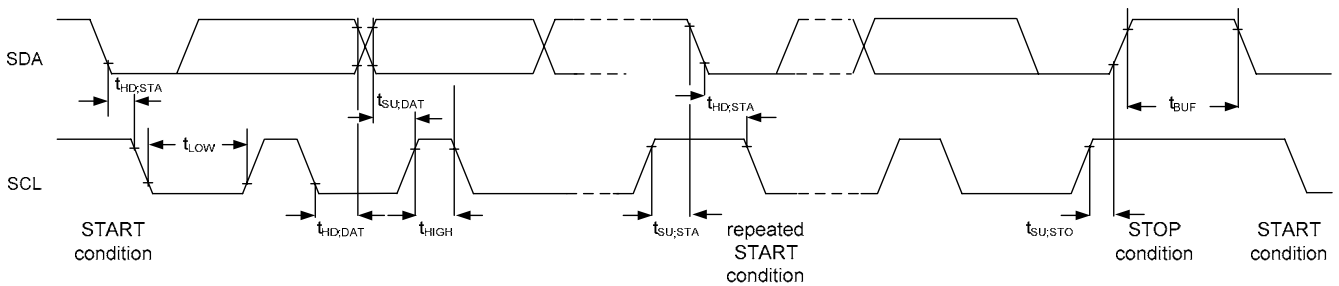 SDA
tHD;STA
tSU;DAT
tHD;STA
tBUF
tLOW
SCL
tHD;DAT
tHIGH
tSU;STA
tSU;STO
START
condition
repeated
START
condition
STOP
condition
START
condition